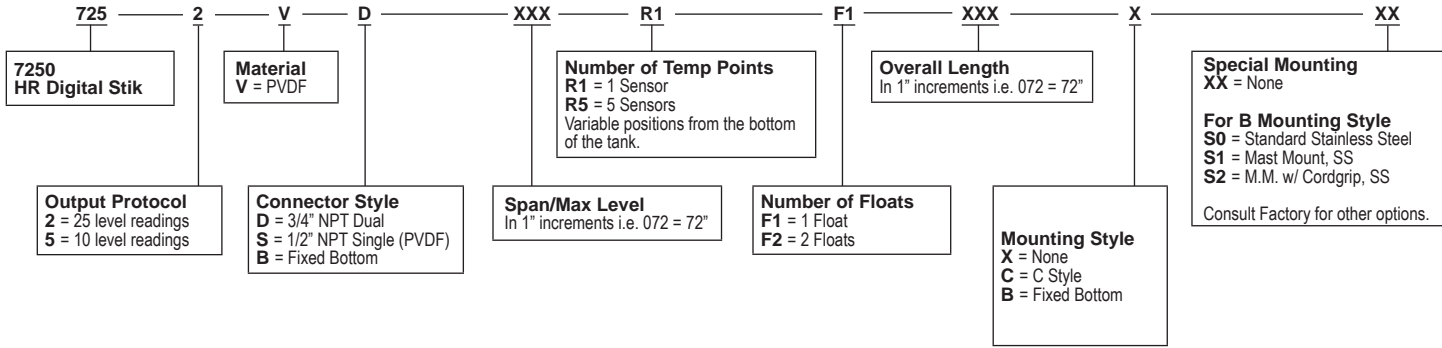 725 2 V D XXX R1 F1 XXX X XX
7250
HR Digital Stik
Material
V = PVDF
Number of Temp Points
R1 = 1 Sensor
R5 = 5 Sensors
Variable positions from the bottom
of the tank.
Overall Length
In 1” increments i.e. 072 = 72”
Special Mounting
XX = None
For B Mounting Style
S0 = Standard Stainless Steel
S1 = Mast Mount, SS
S2 = M.M. w/ Cordgrip, SS
Consult Factory for other options.
Output Protocol
2 = 25 level readings
5 = 10 level readings
Connector Style
D = 3/4” NPT Dual
S = 1/2” NPT Single (PVDF)
B = Fixed Bottom
Span/Max Level
In 1” increments i.e. 072 = 72”
Number of Floats
F1 = 1 Float
F2 = 2 Floats
Mounting Style
X = None
C = C Style
B = Fixed Bottom